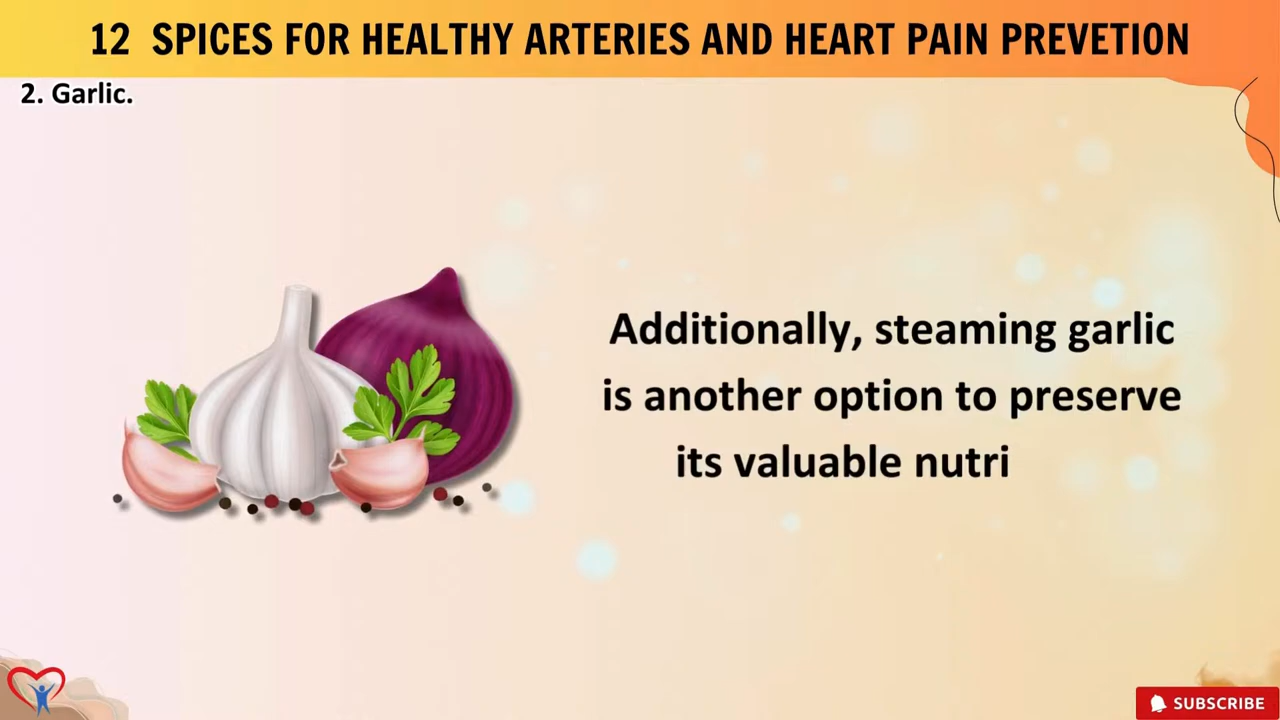 12 SPICES FOR HEALTHY ARTERIES AND HEART PAIN PREVETION
2. Garlic.
Additionally, steaming garlic
is another option to preserve
its valuable nutri
SUBSCRIBE